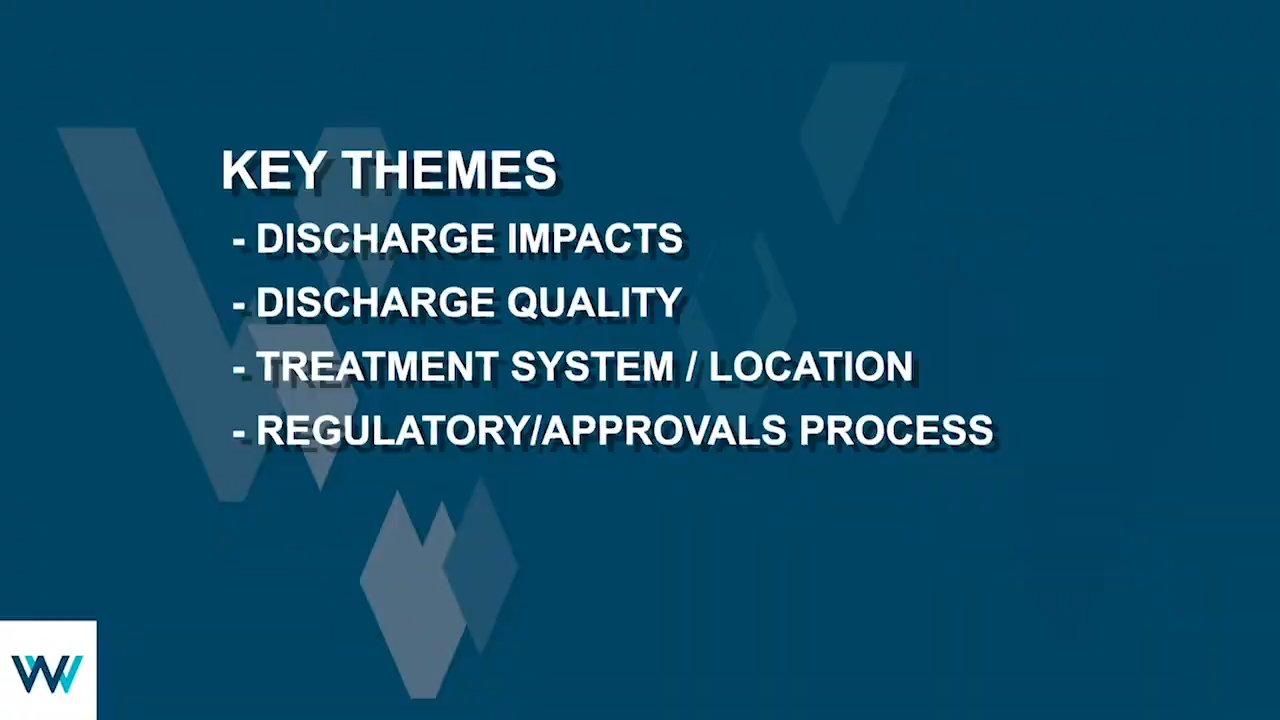 KEY THEMES
- DISCHARGE IMPACTS
- DISCHARGE QUALITY
- TREATMENT SYSTEM / LOCATION
- REGULATORY/APPROVALS PROCESS